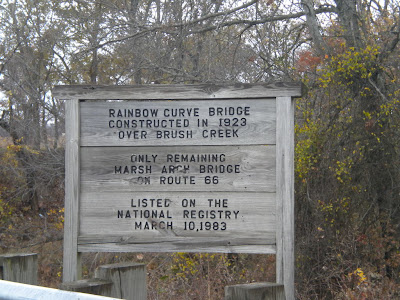 RAINBOW CURVE BRIDGE
CONSTRUCTED IN 1923
OVER BRUSH CREEK
ONLY REMAINING
MARSH ARCH BRIDGE
ON ROUTE 66
LISTED ON THE
NATIONAL REGISTRY
MARCH 10,1983